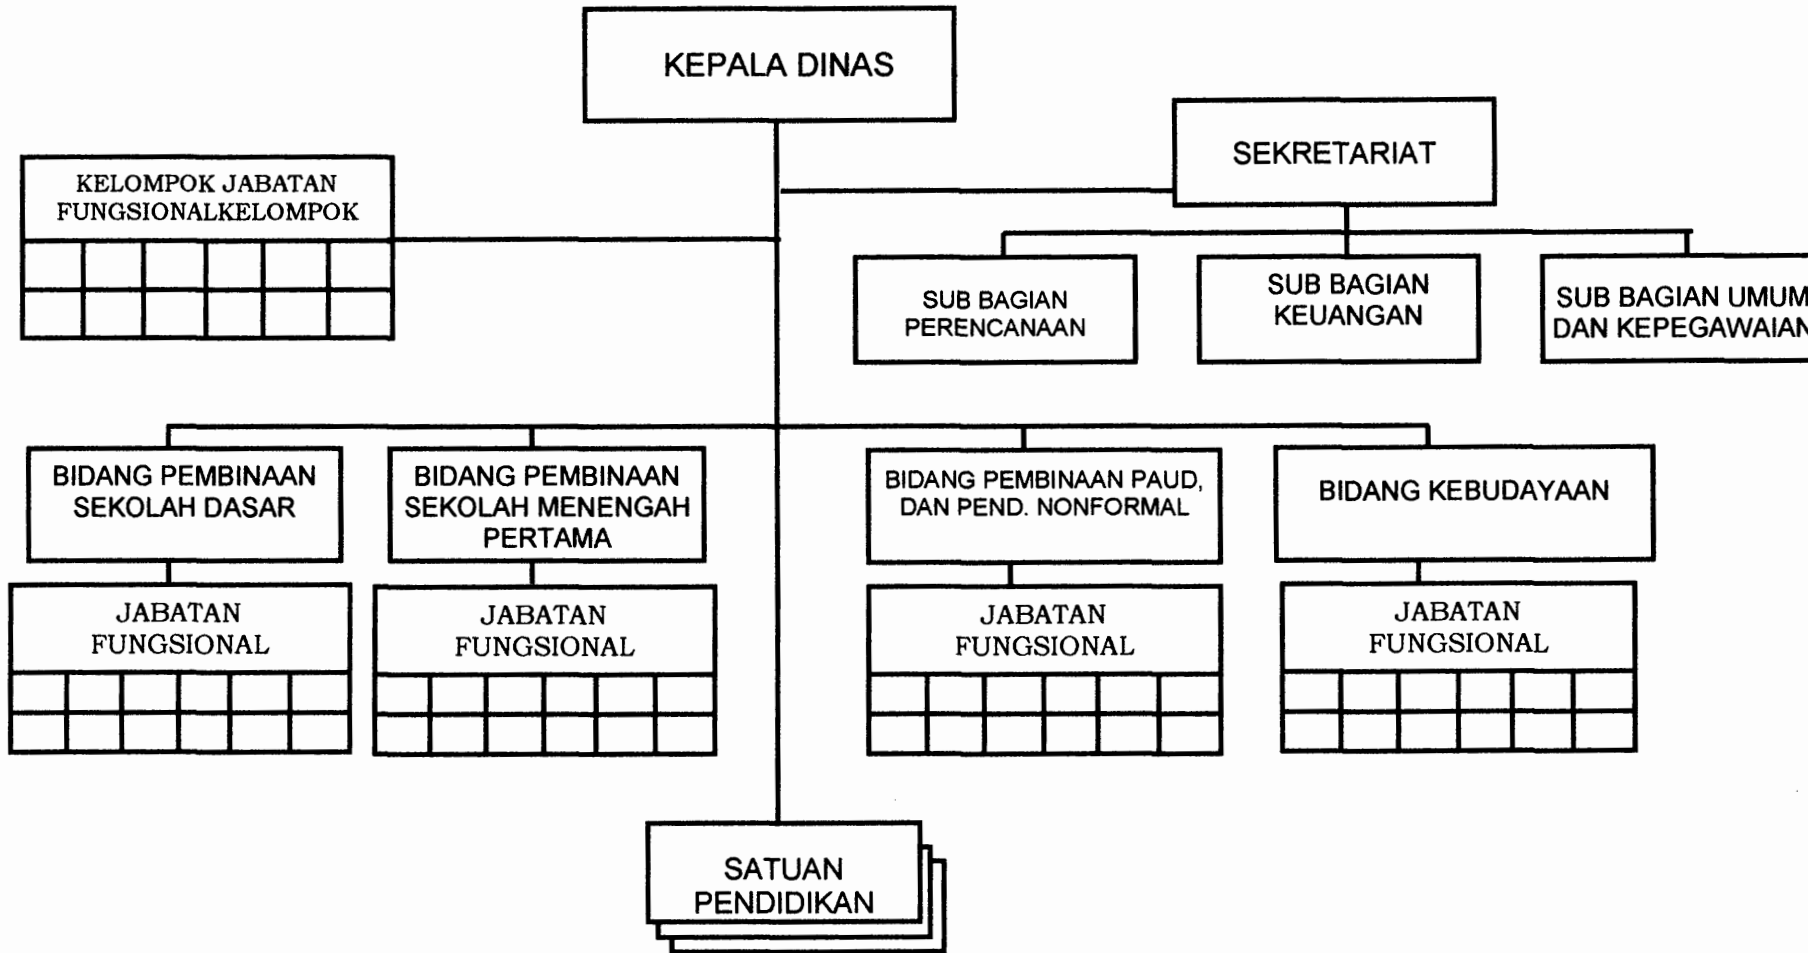 KEPALA DINAS
SEKRETARIAT
KELOMPOK JABATAN
FUNGSIONALKELOMPOK
SUB BAGIAN
PERENCANAAN
SUB BAGIAN
KEUANGAN
SUB BAGIAN UMUM
DAN KEPEGAWAIAN
BIDANG PEMBINAAN
SEKOLAH DASAR
BIDANG PEMBINAAN
SEKOLAH MENENGAH
PERTAMA
BIDANG PEMBINAAN PAUD,
DAN PEND. NONFORMAL
BIDANG KEBUDAYAAN
JABATAN
FUNGSIONAL
JABATAN
FUNGSIONAL
JABATAN
FUNGSIONAL
JABATAN
FUNGSIONAL
SATUAN
PENDIDIKAN